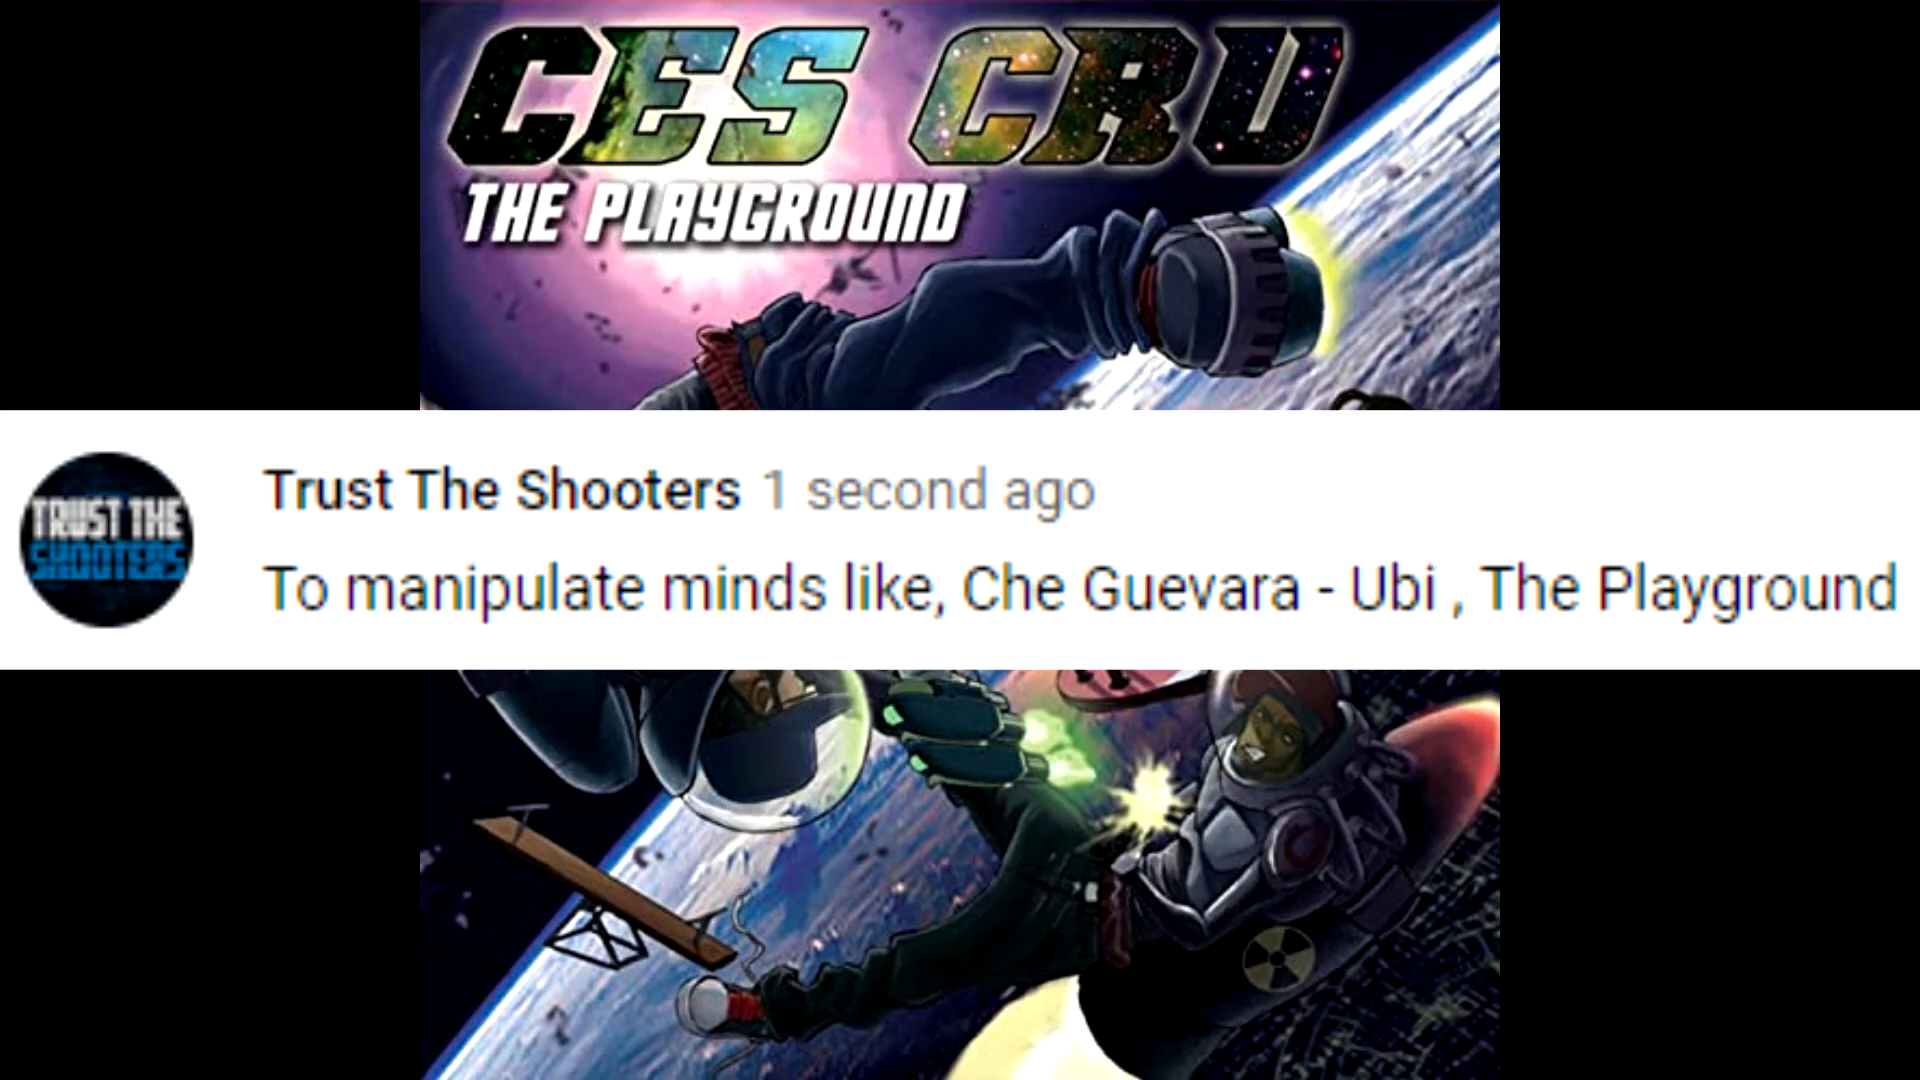 CES CRU
THE PLAYGROUND
TRUST THE
SHOOTERS
Trust The Shooters 1 second ago
To manipulate minds like, Che Guevara - Ubi , The Playground